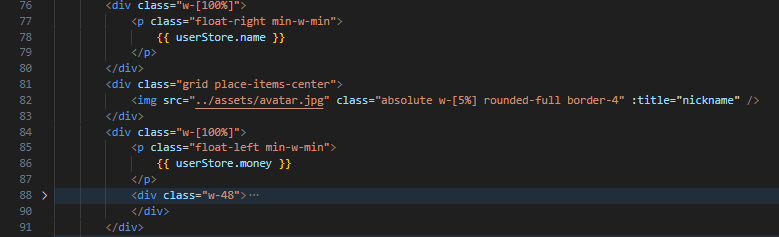 76 <div class="w-[100%]">
77 <p class="float-right min-w-min">
78 {{ userStore.name }}
79 </p>
80 </div>
81 <div class="grid place-items-center">
82 <img src="../assets/avatar.jpg" class="absolute w-[5%] rounded-full border-4" :title="nickname" />
83 </div>
84 <div class="w-[100%]">
85 <p class="float-left min-w-min">
86 {{ userStore.money }}
87 </p>
88 <div class="w-48">…
90 </div>
91 </div>